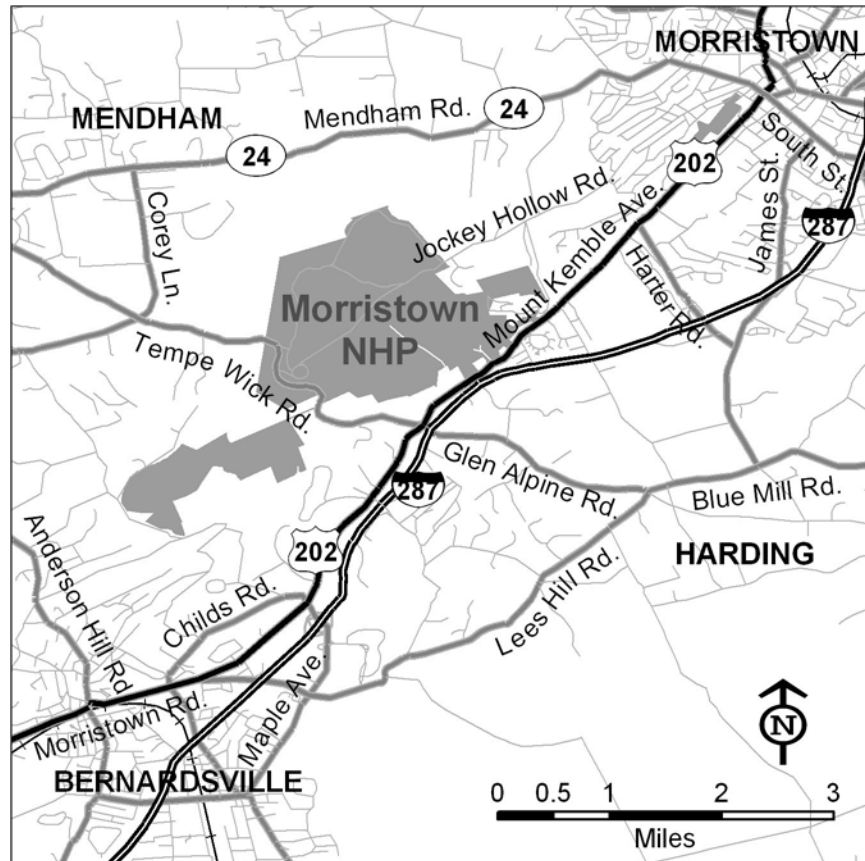 MORRISTOWN
MENDHAM
Mendham Rd.
24
24
South St.
202
James St.
Corey Ln.
Jockey Hollow Rd.
287
Mount Kemble Ave.
Harter Rd.
Morristown
NHP
Tempe Wick Rd.
Glen Alpine Rd.
287
Blue Mill Rd.
Anderson Hill Rd
202
HARDING
Childs Rd.
Lees Hill Rd.
Maple Ave.
Morristown Rd.
N
BERNARDSVILLE
0 0.5 1 2 3
Miles